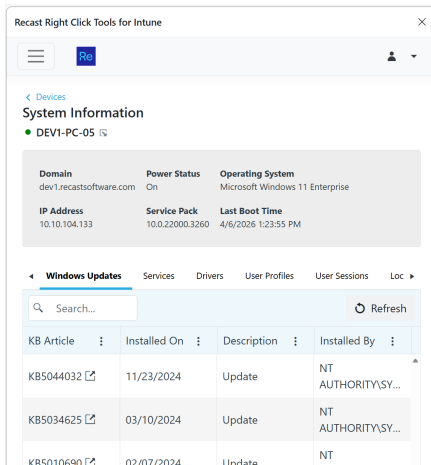 Recast Right Click Tools for Intune
Re
Devices
System Information
DEV1-PC-05
Domain Power Status Operating System
dev1.recastsoftware.com On Microsoft Windows 11 Enterprise
IP Address Service Pack Last Boot Time
10.10.104.133 10.0.22000.3260 4/6/2026 1:23:55 PM
Windows Updates Services Drivers User Profiles User Sessions Loc
Search...
Refresh
KB Article Installed On Description Installed By
KB5044032 11/23/2024 Update NT AUTHORITY\SY...
KB5034625 03/10/2024 Update NT AUTHORITY\SY...
KB5010690 02/07/2024 Update NT